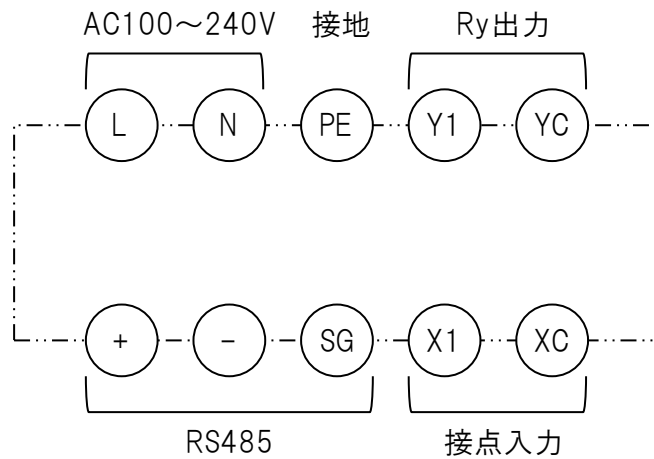 AC100～240V 接地 Ry出力
L N PE Y1 YC
+ - SG X1 XC
RS485 接点入力